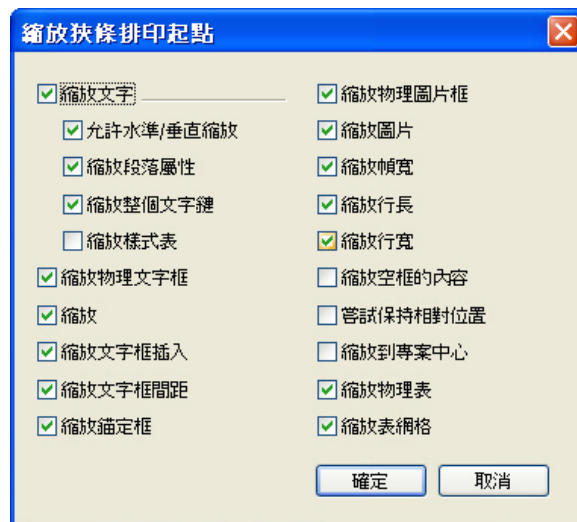 縮放狹條排印起點
縮放文字
允許水準/垂直縮放
縮放段落屬性
縮放整個文字鏈
縮放樣式表
縮放物理文字框
縮放
縮放文字框插入
縮放文字框間距
縮放錨定框
縮放物理圖片框
縮放圖片
縮放幀寬
縮放行長
縮放行寬
縮放空框的內容
嘗試保持相對位置
縮放到專案中心
縮放物理表
縮放表網格
確定
取消